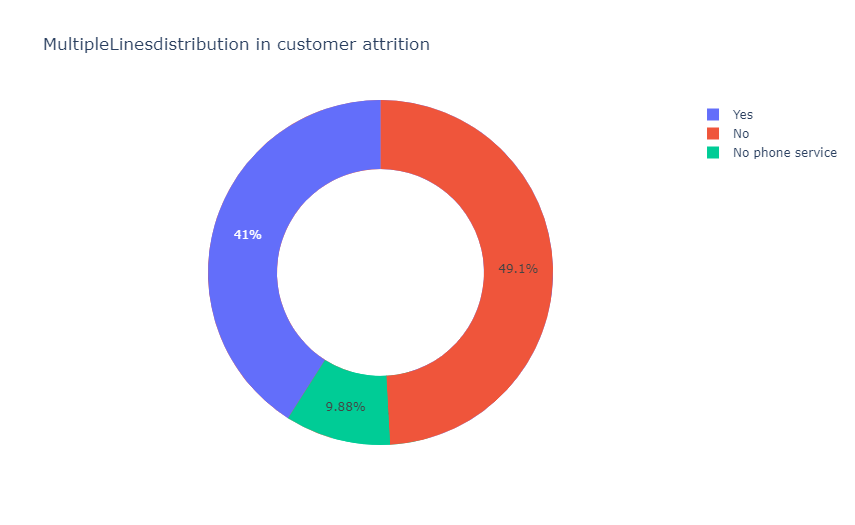 MultipleLinesdistribution in customer attrition
Yes
No
No phone service
41%
49.1%
9.88%